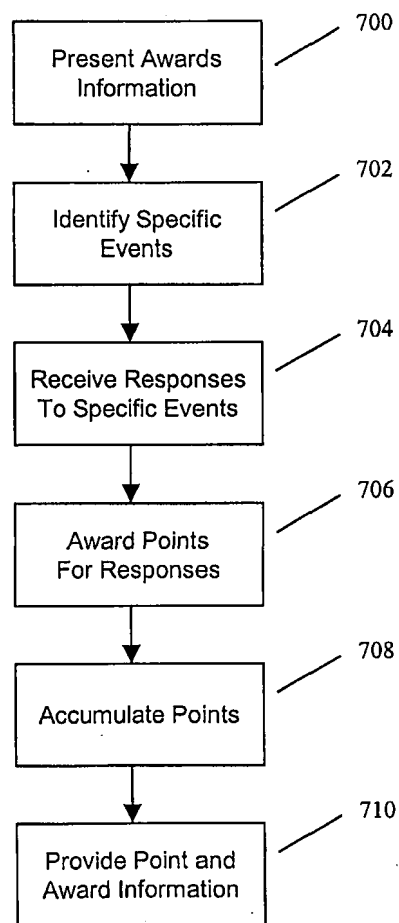 700
Present Awards
Information
702
Identify Specific
Events
704
Receive Responses
To Specific Events
706
Award Points
For Responses
708
Accumulate Points
710
Provide Point and
Award Information